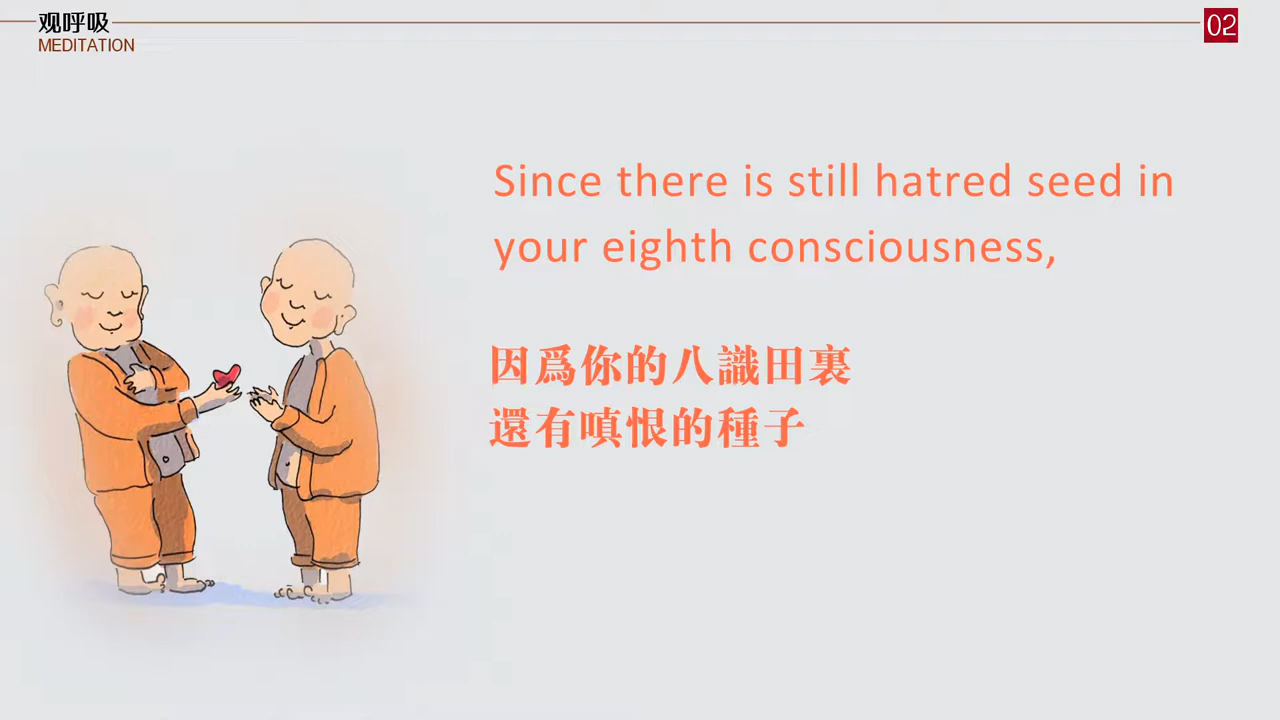 观呼吸
MEDITATION
02
Since there is still hatred seed in
your eighth consciousness,
因爲你的八識田裏
還有嗔恨的種子